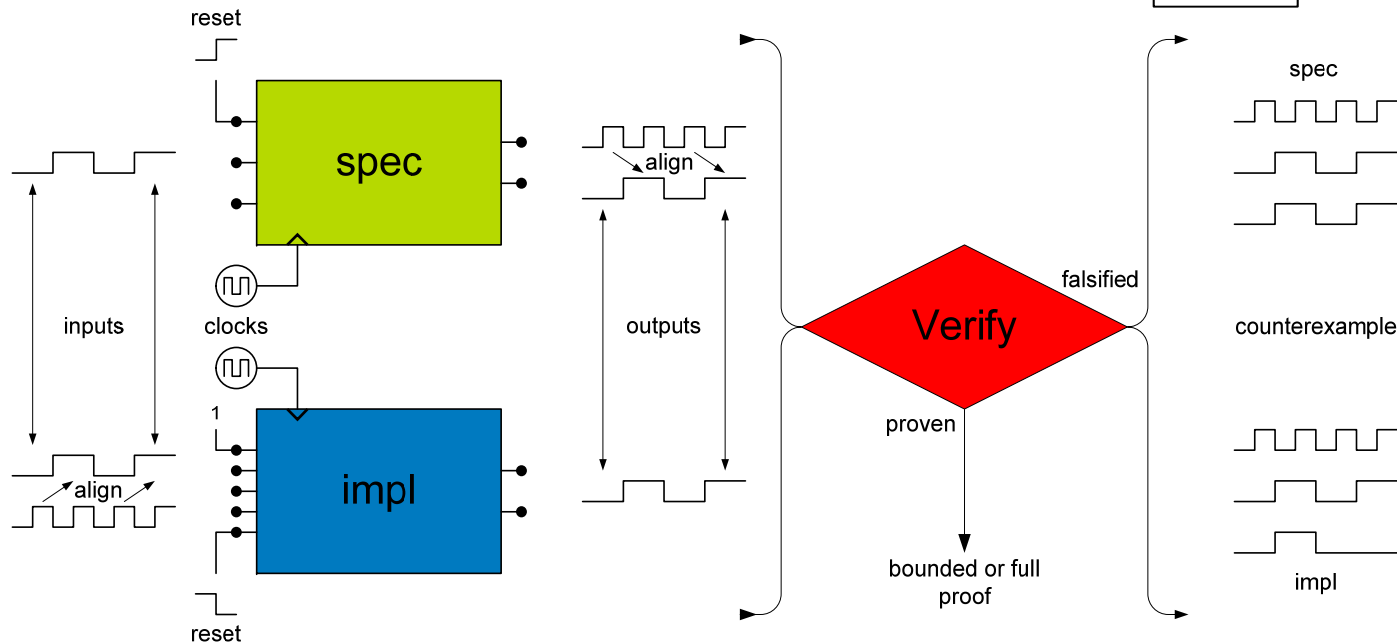 reset
spec
spec
align
falsified
Verify
inputs
clocks
outputs
counterexample
1
proven
align
impl
bounded or full
proof
impl
reset